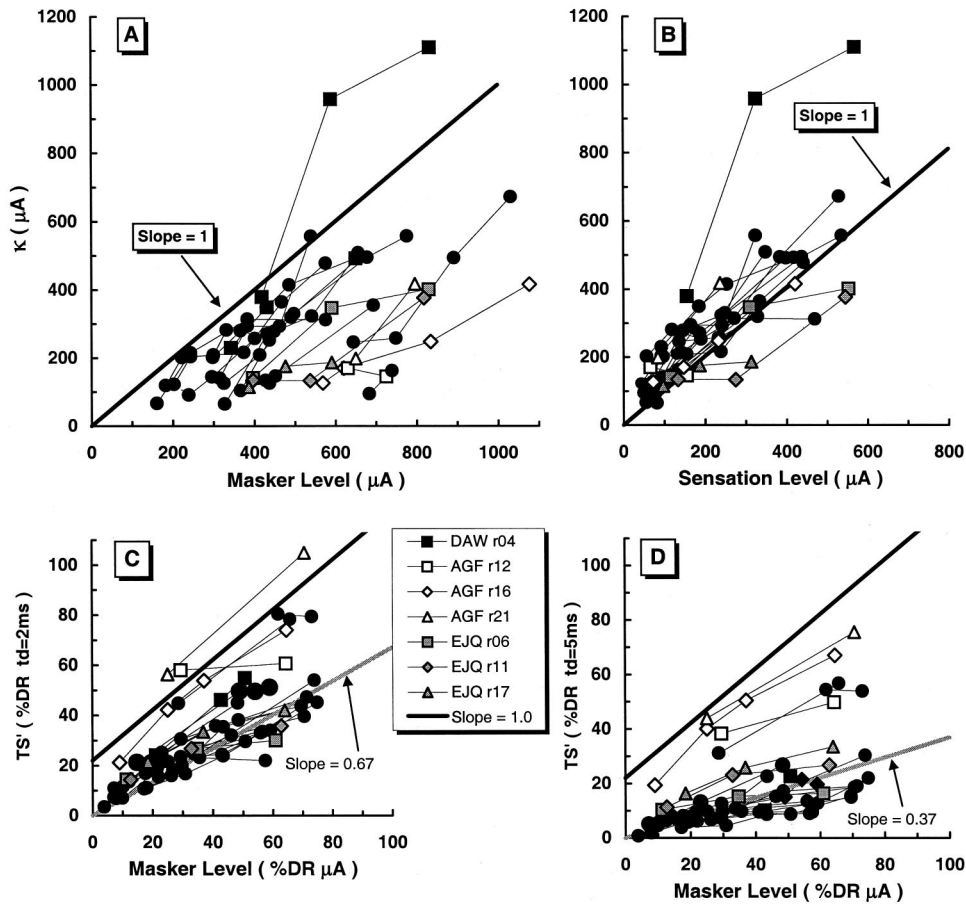 A
B
1200
1000
800
600
400
200
0
κ (μA)
Slope = 1
0 200 400 600 800 1000
Masker Level ( μA )
1200
1000
800
600
400
200
0
Slope = 1
0 200 400 600 800
Sensation Level ( μA )
C
100
80
60
40
20
0
TS' ( %DR td=2ms)
Slope = 0.67
0 20 40 60 80 100
Masker Level ( %DR μA )
DAW r04
AGF r12
AGF r16
AGF r21
EJQ r06
EJQ r11
EJQ r17
Slope = 1.0
D
100
80
60
40
20
0
TS' ( %DR td=5ms)
Slope = 0.37
0 20 40 60 80 100
Masker Level ( %DR μA )